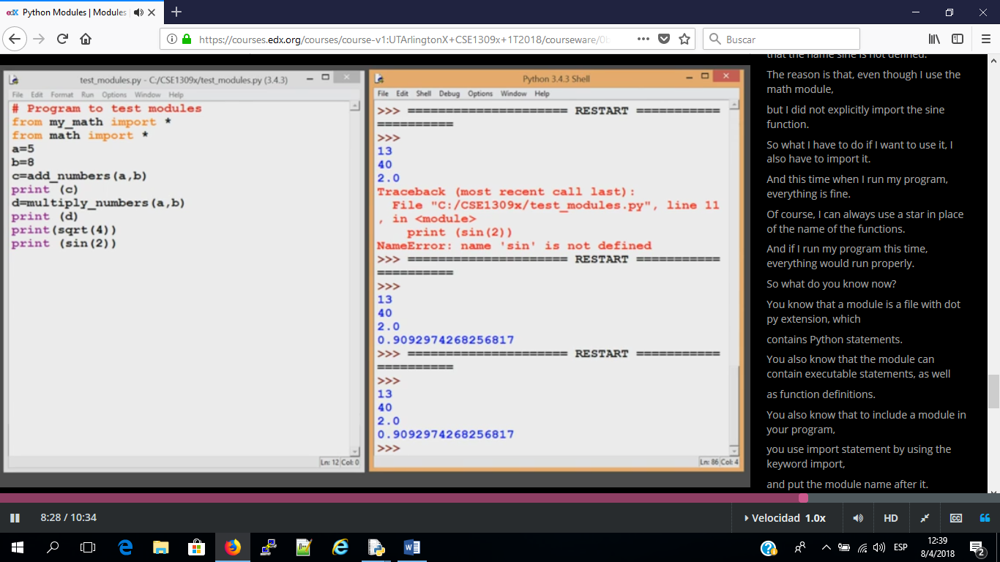 edX Python Modules | Modules
https://courses.edx.org/courses/course-v1:UTArlingtonX+CSE1309x+1T2018/courseware/0
Buscar
test_modules.py - C:/CSE1309x/test_modules.py (3.4.3)
File Edit Format Run Options Window Help
# Program to test modules
from my_math import *
from math import *
a=5
b=8
c=add_numbers(a,b)
print (c)
d=multiply_numbers(a,b)
print (d)
print(sqrt(4))
print (sin(2))
Ln: 12 Col: 0
Python 3.4.3 Shell
File Edit Shell Debug Options Window Help
>>> ======================== RESTART ============
==========
>>>
13
40
2.0
Traceback (most recent call last):
File "C:/CSE1309x/test_modules.py", line 11
, in <module>
print (sin(2))
NameError: name 'sin' is not defined
>>> ======================== RESTART ============
==========
>>>
13
40
2.0
0.9092974268256817
>>> ======================== RESTART ============
==========
>>>
13
40
2.0
0.9092974268256817
>>>
Ln: 86 Col: 4
that the name sine is not defined.
The reason is that, even though I use the
math module,
but I did not explicitly import the sine
function.
So what I have to do if I want to use it, I
also have to import it.
And this time when I run my program,
everything is fine.
Of course, I can always use a star in place
of the name of the functions.
And if I run my program this time,
everything would run properly.
So what do you know now?
You know that a module is a file with dot
py extension, which
contains Python statements.
You also know that the module can
contain executable statements, as well
as function definitions.
You also know that to include a module in
your program,
you use import statement by using the
keyword import,
and put the module name after it.
8:28 / 10:34
Velocidad 1.0x
HD
CC
ESP
12:39
8/4/2018
2